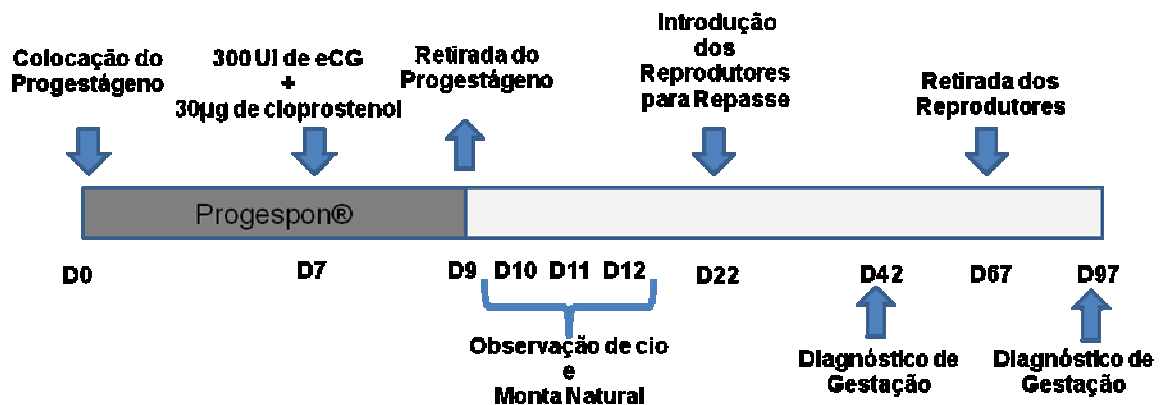 Colocação do
Progestágeno
300 UI de eCG
+
30µg de cloprostenol
Retirada do
Progestágeno
Introdução
dos
Reprodutores
para Repasse
Retirada dos
Reprodutores
Progespon®
D0
D7
D9
D10
D11
D12
D22
D42
D67
D97
Observação de cio
e
Monta Natural
Diagnóstico de
Gestação
Diagnóstico de
Gestação